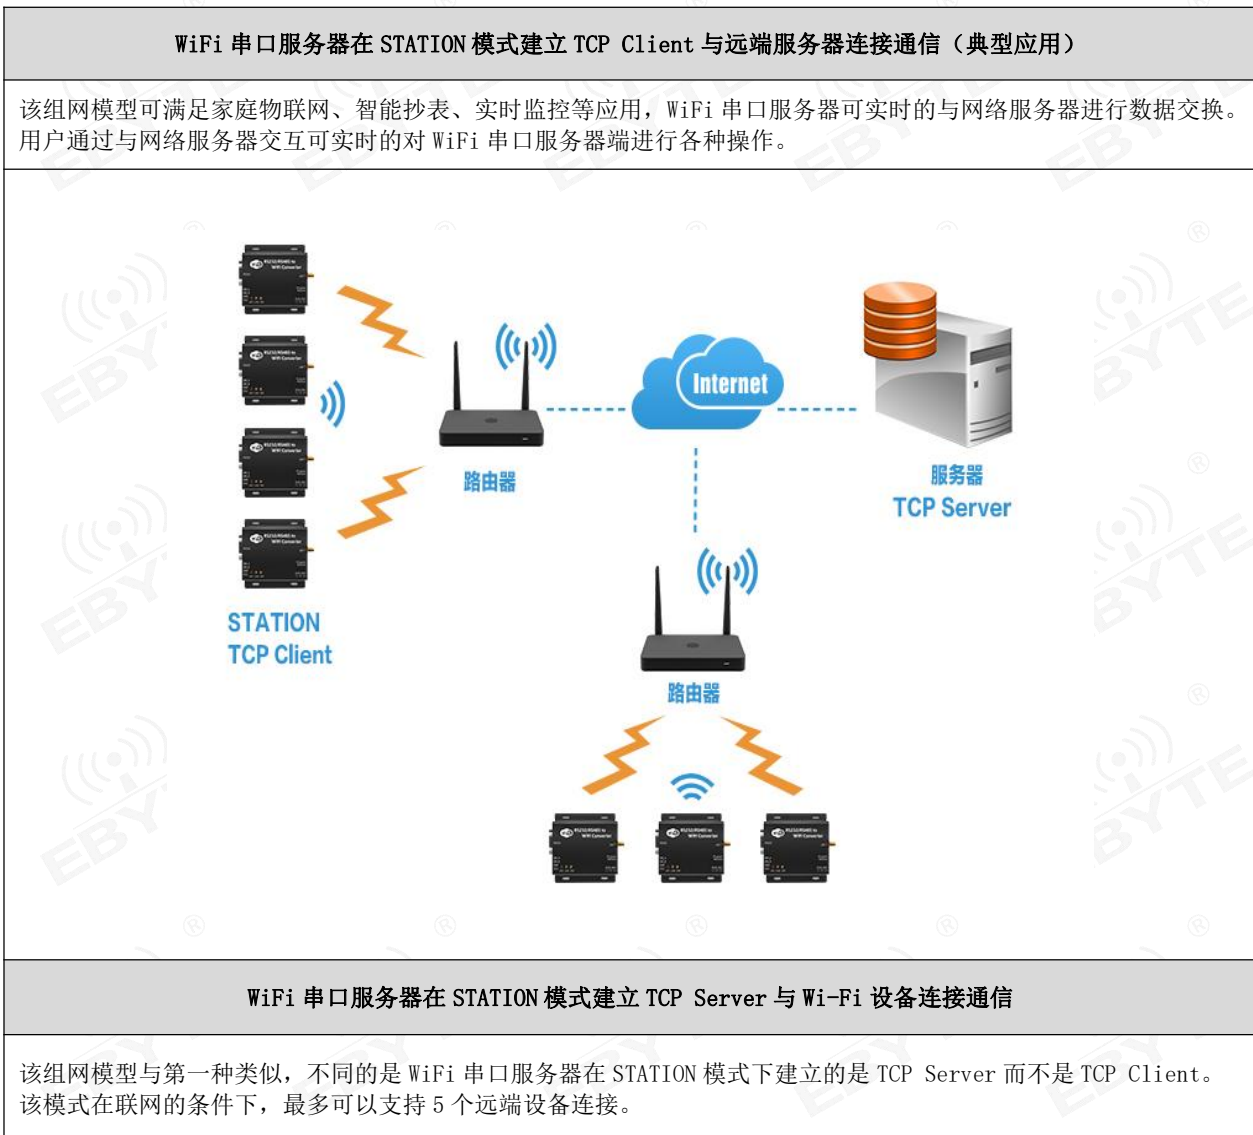 WiFi 串口服务器在 STATION 模式建立 TCP Client 与远端服务器连接通信（典型应用）
该组网模型可满足家庭物联网、智能抄表、实时监控等应用，WiFi 串口服务器可实时的与网络服务器进行数据交换。
用户通过与网络服务器交互可实时的对 WiFi 串口服务器端进行各种操作。
Internet
路由器
服务器
TCP Server
STATION
TCP Client
路由器
WiFi 串口服务器在 STATION 模式建立 TCP Server 与 Wi-Fi 设备连接通信
该组网模型与第一种类似，不同的是 WiFi 串口服务器在 STATION 模式下建立的是 TCP Server 而不是 TCP Client。
该模式在联网的条件下，最多可以支持 5 个远端设备连接。